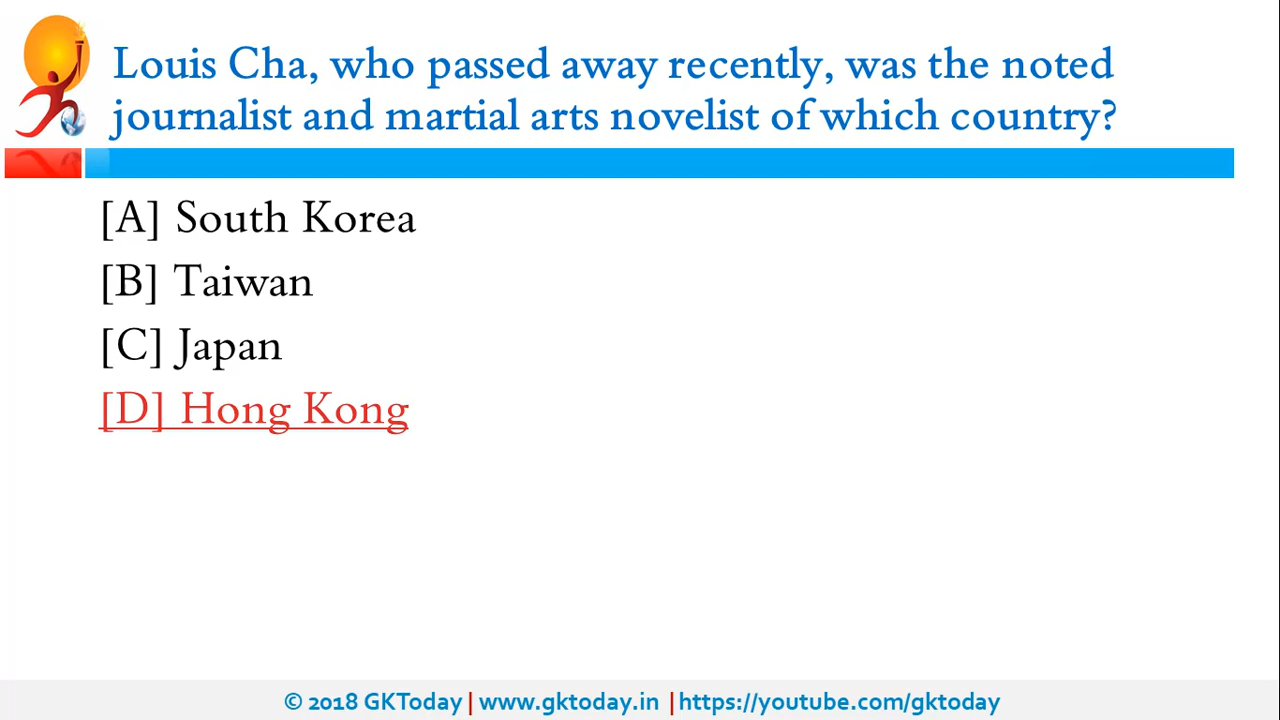 Louis Cha, who passed away recently, was the noted
journalist and martial arts novelist of which country?
[A] South Korea
[B] Taiwan
[C] Japan
[D] Hong Kong
© 2018 GKToday | www.gktoday.in | https://youtube.com/gktoday